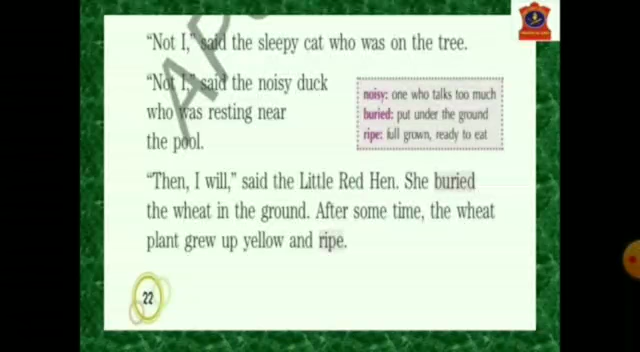 "Not I," said the sleepy cat who was on the tree.
"Not I," said the noisy duck
who was resting near
the pool.
noisy: one who talks too much
buried: put under the ground
ripe: full grown, ready to eat
"Then, I will," said the Little Red Hen. She buried
the wheat in the ground. After some time, the wheat
plant grew up yellow and ripe.
22